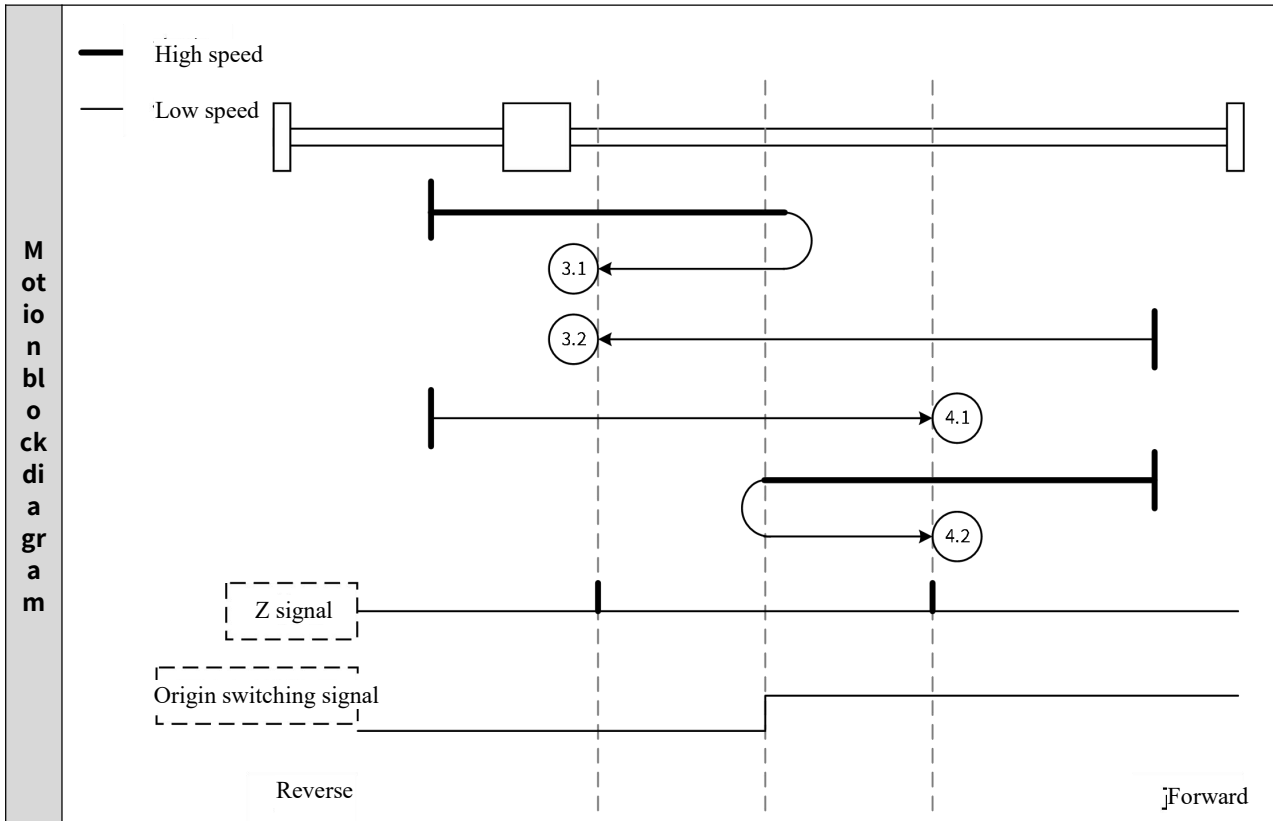 High speed
Low speed
M
ot
io
n
bl
o
ck
di
a
gr
a
m
3.1
3.2
4.1
4.2
Z signal
Origin switching signal
Reverse
Forward